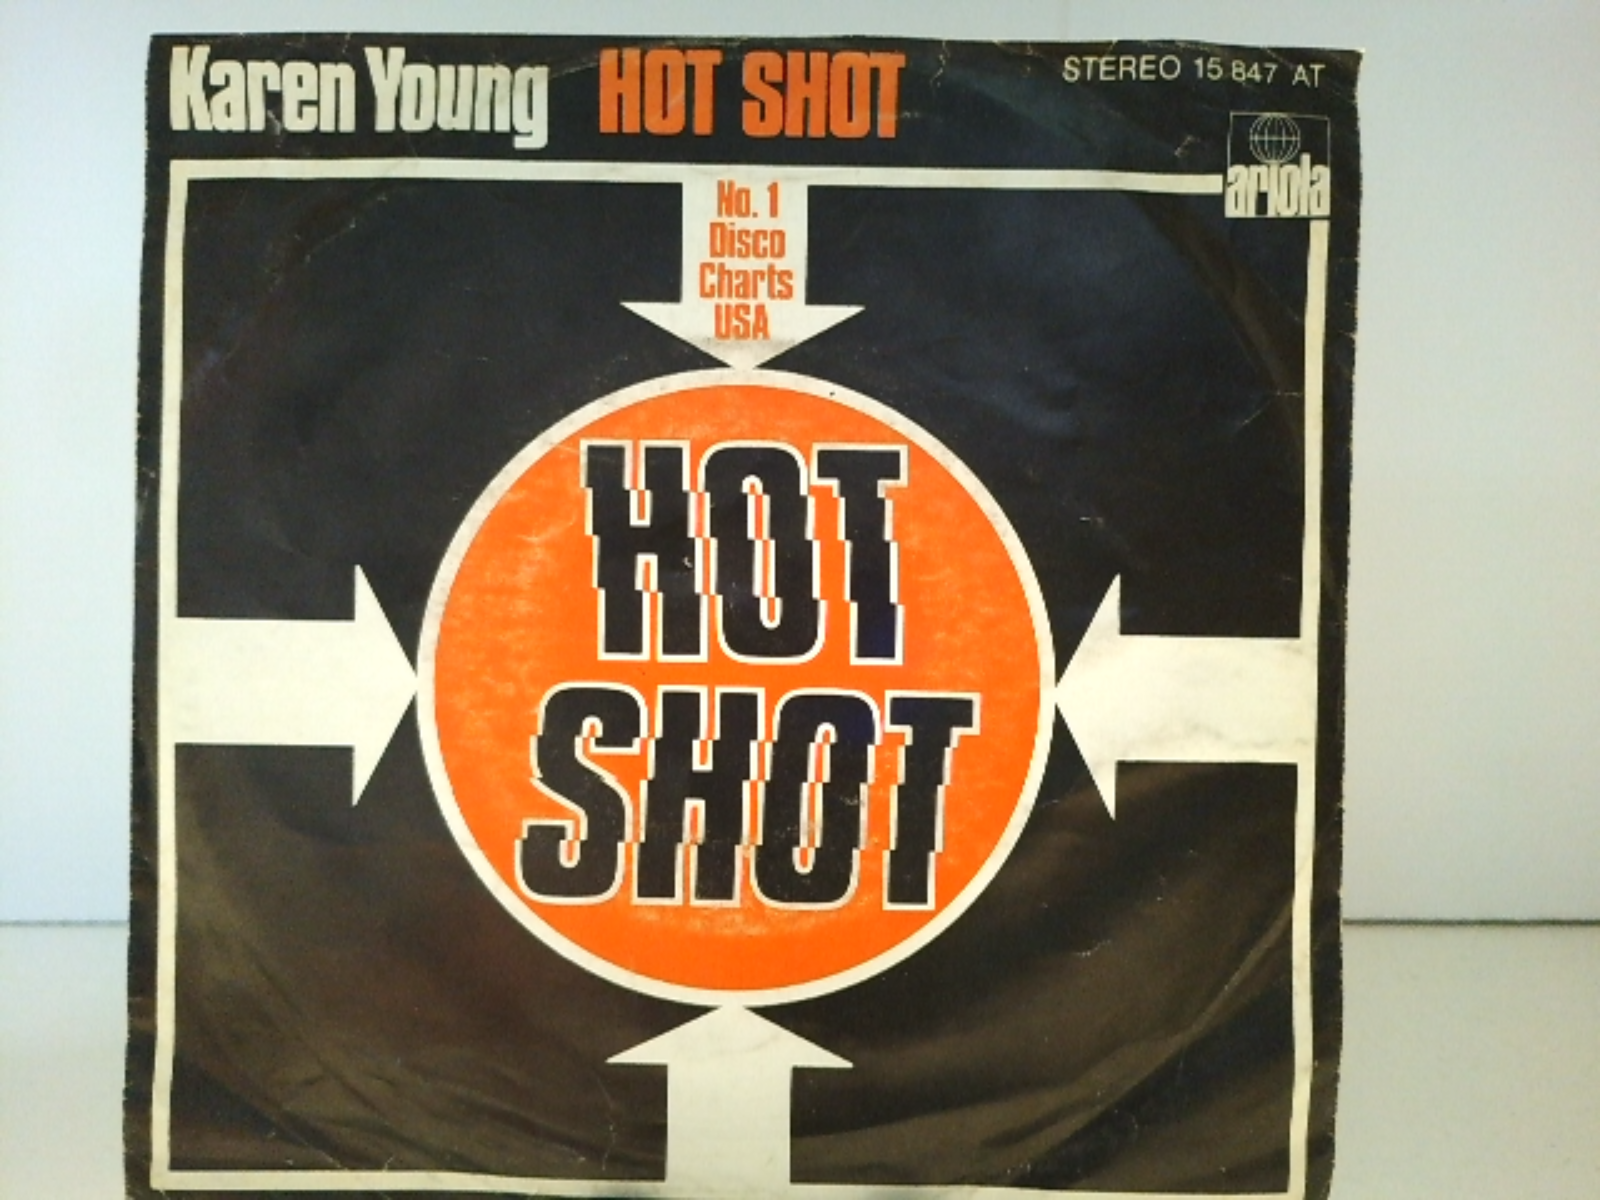 Karen Young HOT SHOT
STEREO 15 847 AT
ariola
No. 1
Disco
Charts
USA
HOT
SHOT